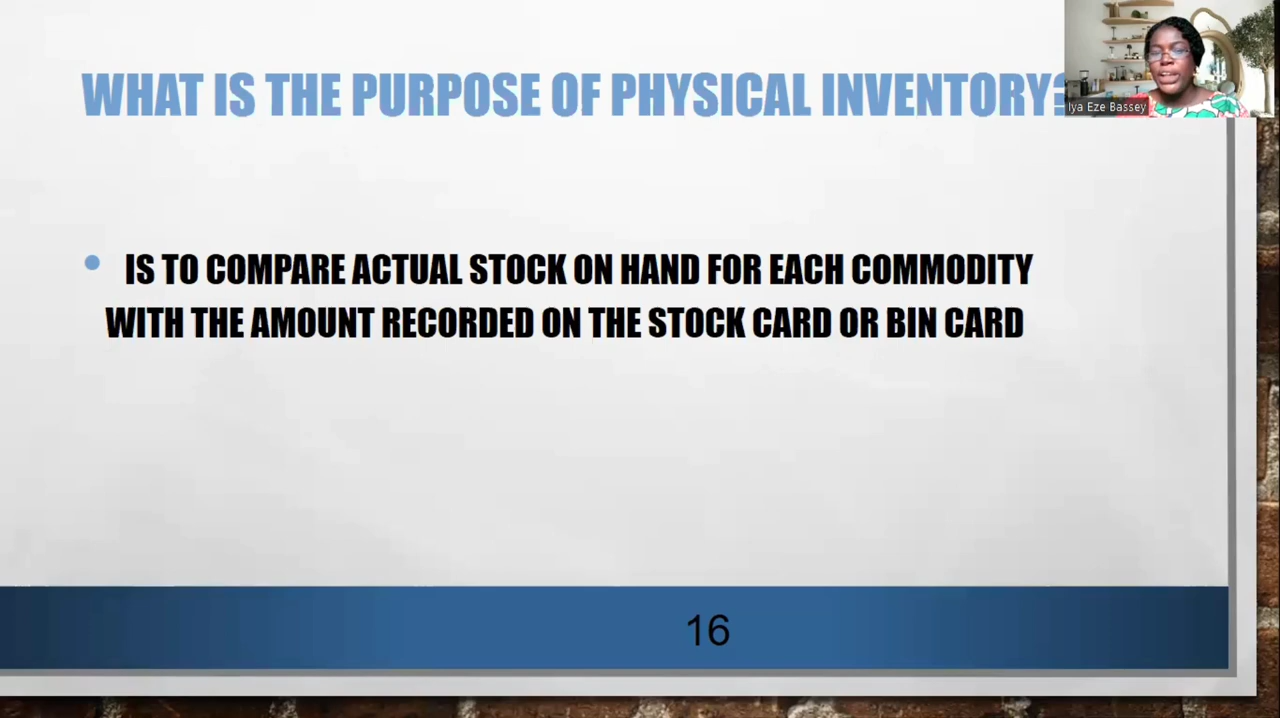 WHAT IS THE PURPOSE OF PHYSICAL INVENTORY?
Iya Eze Bassey
IS TO COMPARE ACTUAL STOCK ON HAND FOR EACH COMMODITY
WITH THE AMOUNT RECORDED ON THE STOCK CARD OR BIN CARD
16